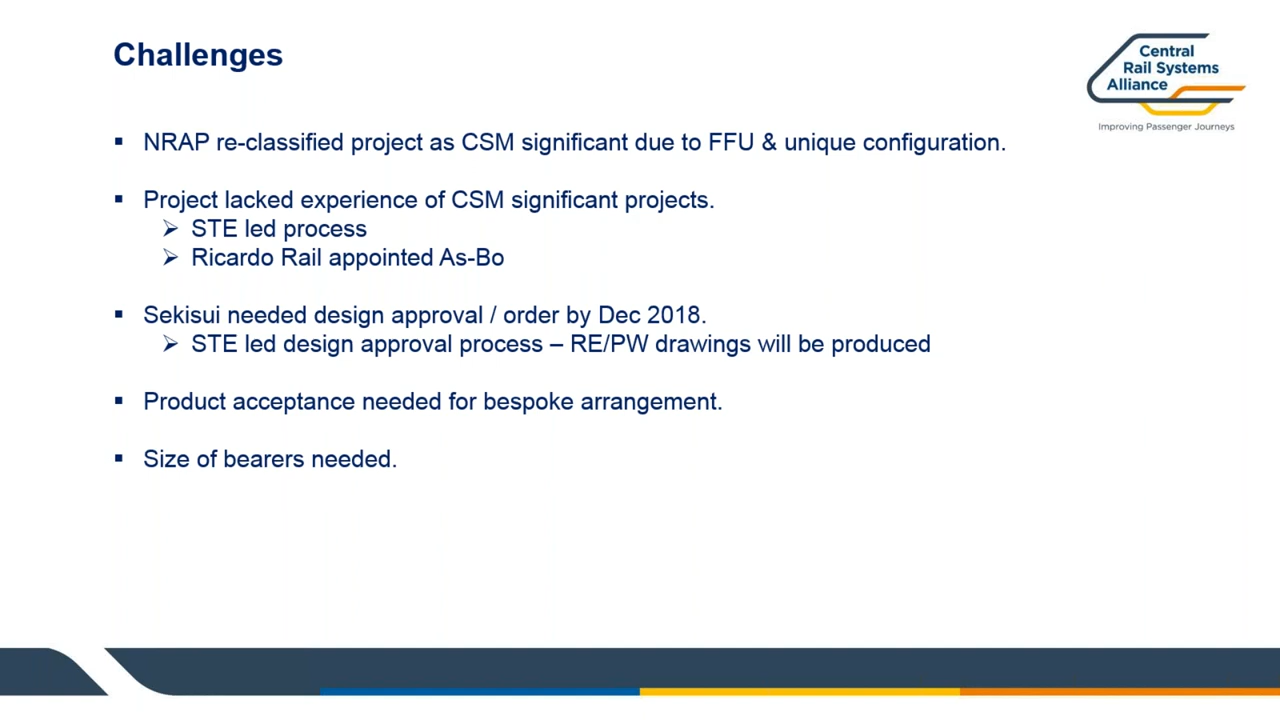 Challenges
Central
Rail Systems
Alliance
Improving Passenger Journeys
▪ NRAP re-classified project as CSM significant due to FFU & unique configuration.
▪ Project lacked experience of CSM significant projects.
➢ STE led process
➢ Ricardo Rail appointed As-Bo
▪ Sekisui needed design approval / order by Dec 2018.
➢ STE led design approval process – RE/PW drawings will be produced
▪ Product acceptance needed for bespoke arrangement.
▪ Size of bearers needed.